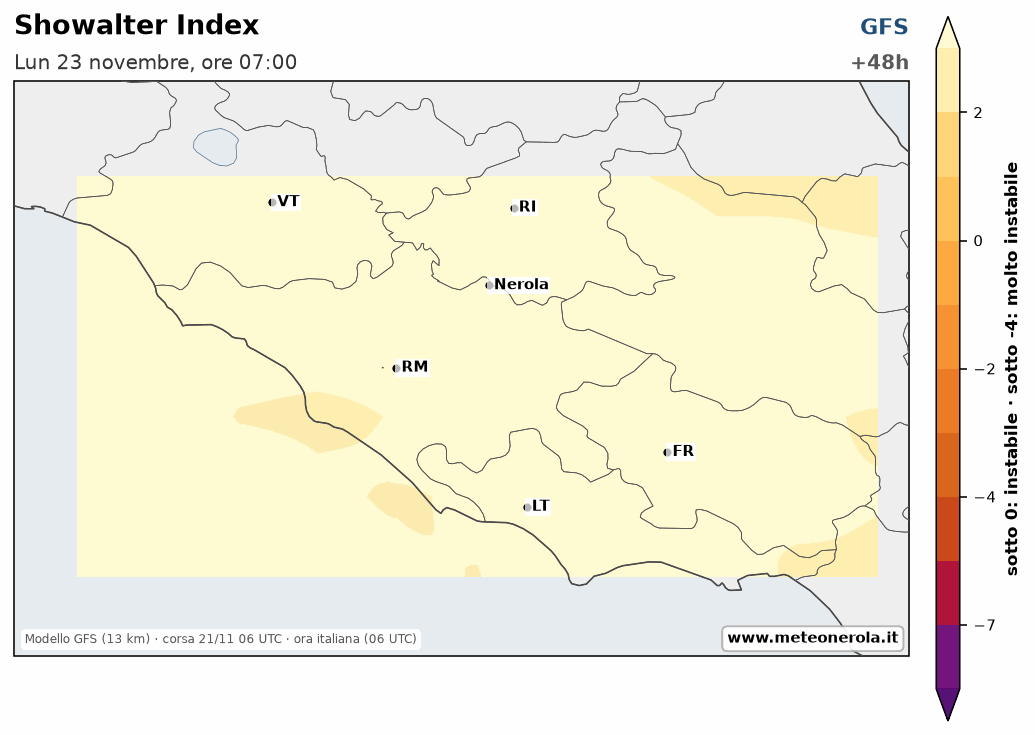 Showalter Index
GFS
Lun 23 novembre, ore 07:00
+48h
VT
RI
Nerola
RM
FR
LT
2
0
−2
−4
−7
sotto 0: instabile · sotto -4: molto instabile
Modello GFS (13 km) · corsa 21/11 06 UTC · ora italiana (06 UTC)
www.meteonerola.it